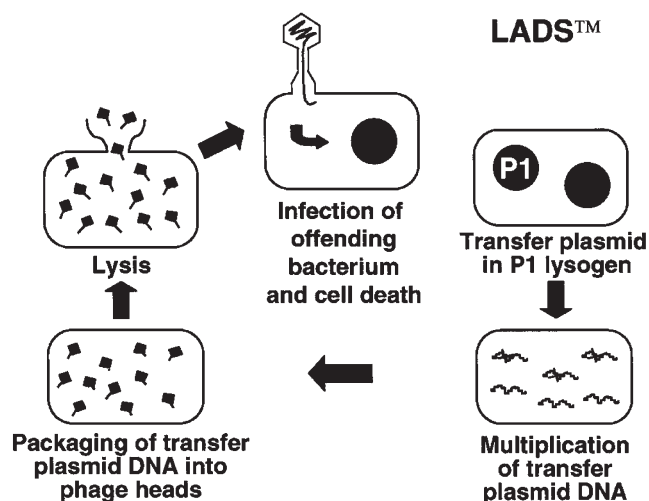 LADS™
P1
Transfer plasmid
in P1 lysogen
Multiplication
of transfer
plasmid DNA
Packaging of transfer
plasmid DNA into
phage heads
Lysis
Infection of
offending
bacterium
and cell death